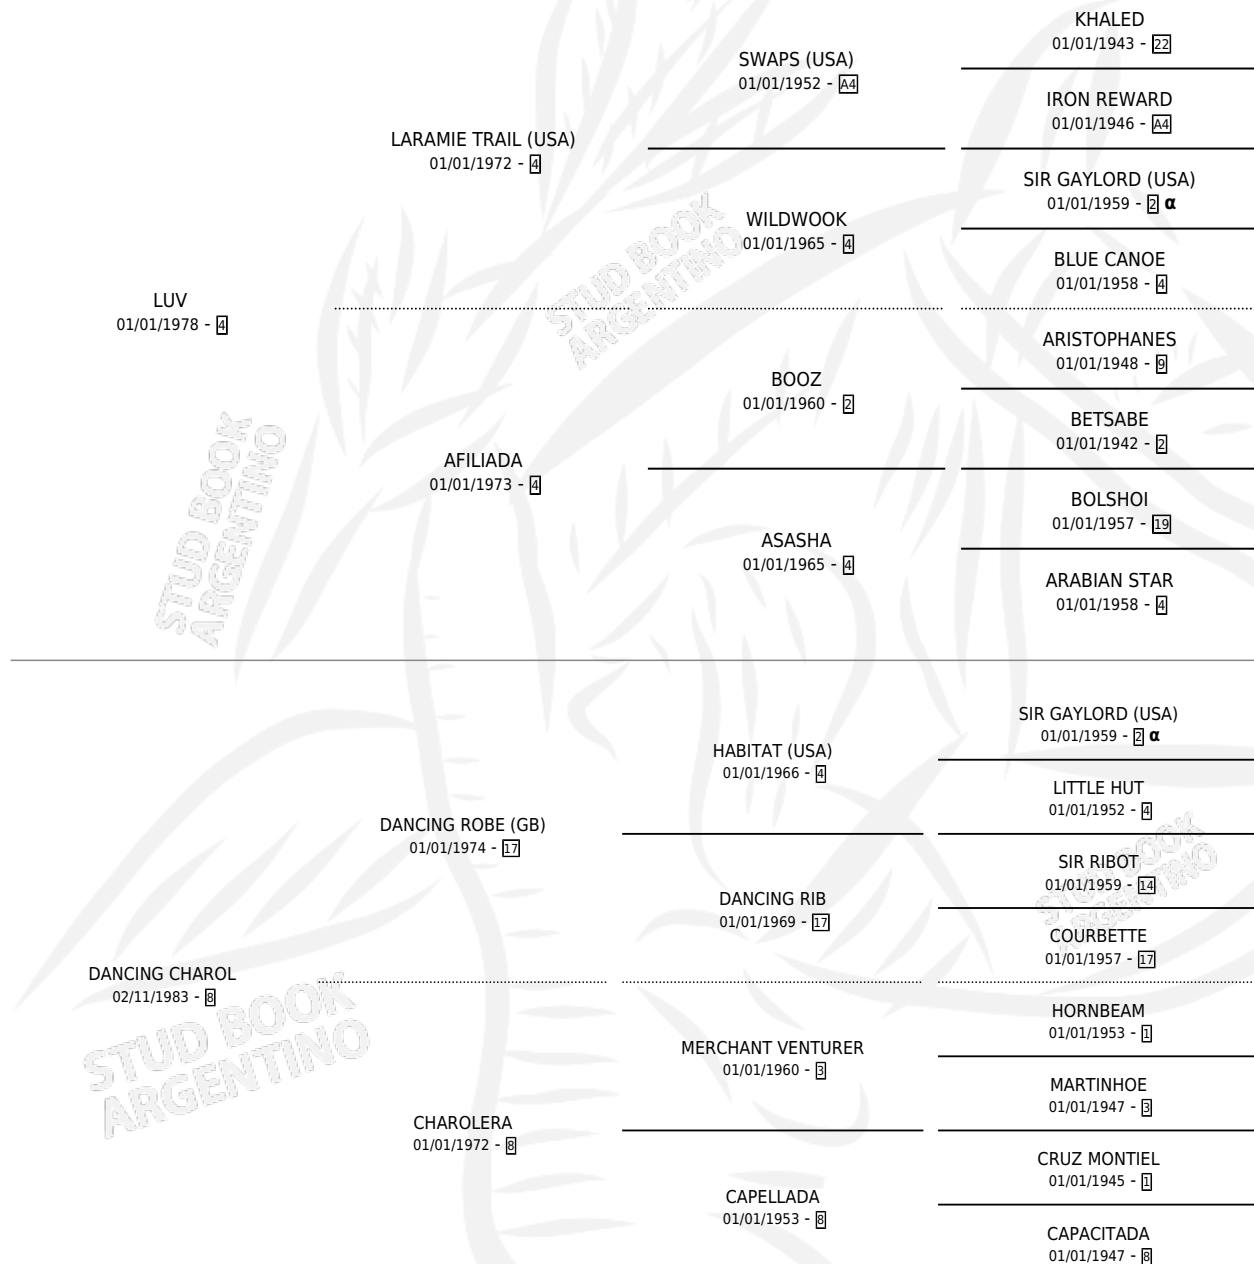 KHALED
01/01/1943 - 22
SWAPS (USA)
01/01/1952 - A4
IRON REWARD
01/01/1946 - A4
LARAMIE TRAIL (USA)
01/01/1972 - 4
SIR GAYLORD (USA)
01/01/1959 - 2 α
WILDWOOK
01/01/1965 - 4
BLUE CANOE
01/01/1958 - 4
LUV
01/01/1978 - 4
ARISTOPHANES
01/01/1948 - 9
BOOZ
01/01/1960 - 2
BETSABE
01/01/1942 - 2
AFILIADA
01/01/1973 - 4
BOLSHOI
01/01/1957 - 19
ASASHA
01/01/1965 - 4
ARABIAN STAR
01/01/1958 - 4
SIR GAYLORD (USA)
01/01/1959 - 2 α
HABITAT (USA)
01/01/1966 - 4
LITTLE HUT
01/01/1952 - 4
DANCING ROBE (GB)
01/01/1974 - 17
SIR RIBOT
01/01/1959 - 14
DANCING RIB
01/01/1969 - 17
COURBETTE
01/01/1957 - 17
DANCING CHAROL
02/11/1983 - 8
HORNBEAM
01/01/1953 - 1
MERCHANT VENTURER
01/01/1960 - 3
MARTINHOE
01/01/1947 - 3
CHAROLERA
01/01/1972 - 8
CRUZ MONTIEL
01/01/1945 - 1
CAPELLADA
01/01/1953 - 8
CAPACITADA
01/01/1947 - 8
STUD BOOK
ARGENTINO
STUD BOOK
ARGENTINO
STUD BOOK
ARGENTINO
STUD BOOK
ARGENTINO